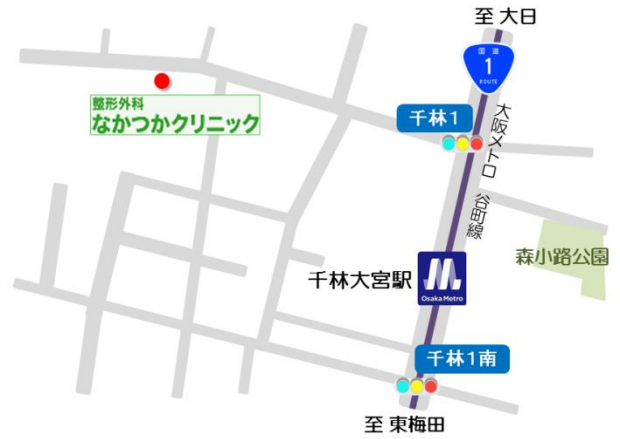 至 大日
国道
1
ROUTE
整形外科
なかつかクリニック
千林1
大阪メトロ 谷町線
森小路公園
千林大宮駅
Osaka Metro
千林1南
至 東梅田